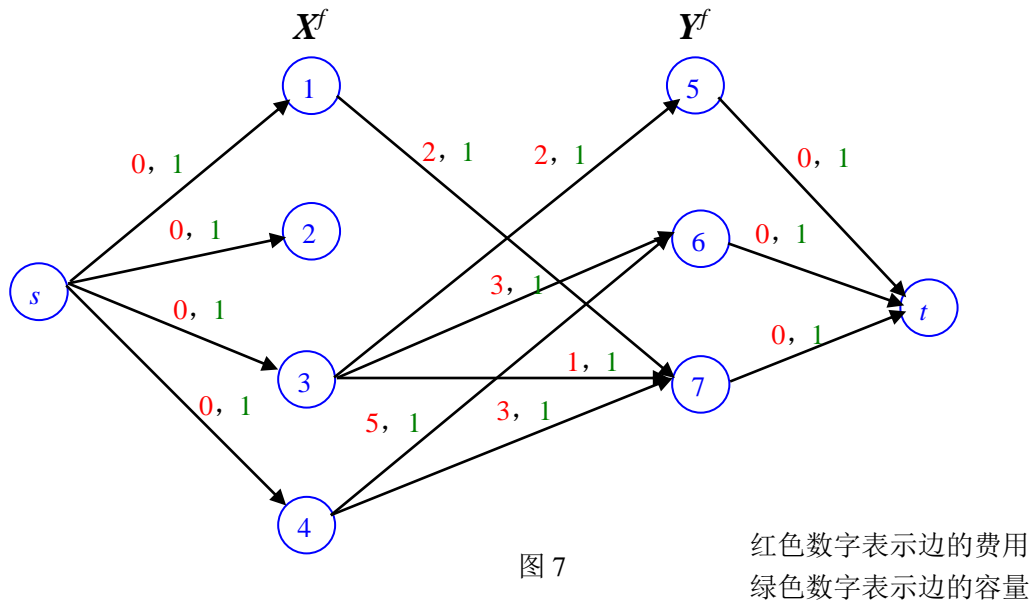 X^f Y^f
1 5
0，1 2，1 2，1 0，1
0，1 2 6 0，1
s 3，1 t
0，1 0，1
3 1，1 7
0，1 5，1 3，1
4
图 7
红色数字表示边的费用
绿色数字表示边的容量